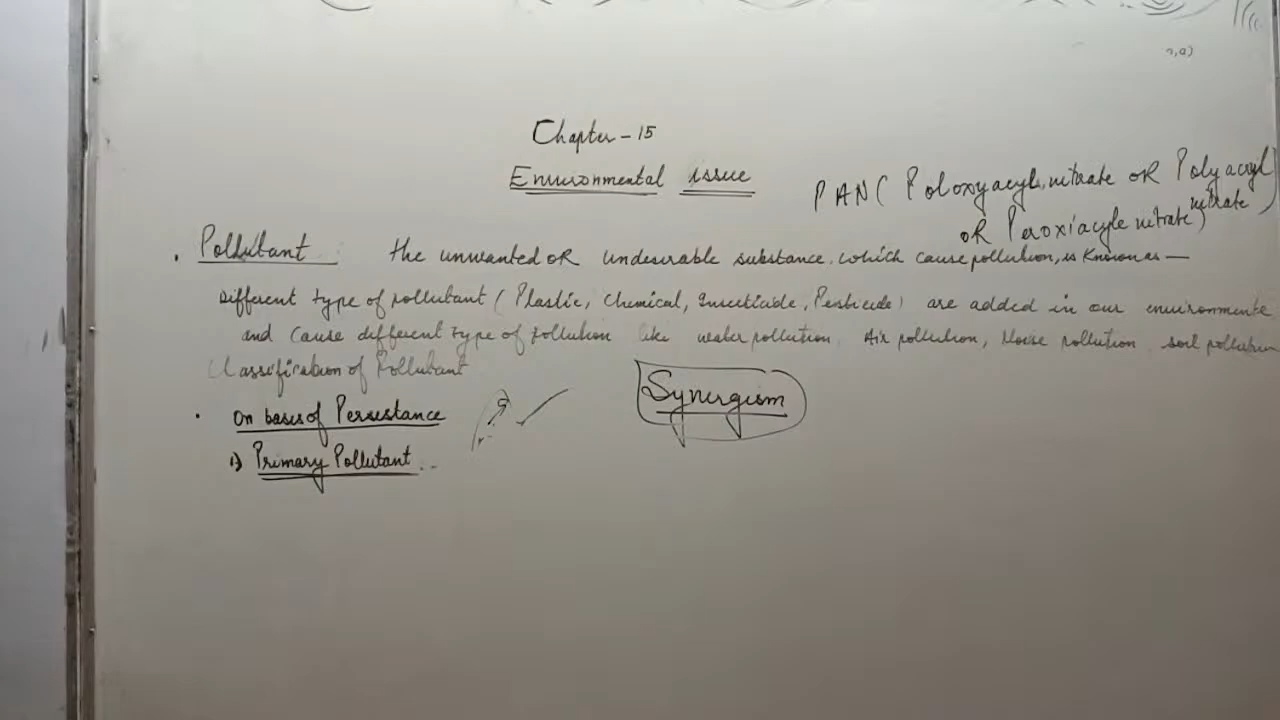 Chapter - 15
Environmental issue
PAN ( Poloxyacyle nitrate OR Polyacryl nitrate )
OR Peroxiacyle nitrate )
. Pollutant : the unwanted OR undesirable substance which cause pollution, is Known as —
Different type of pollutant ( Plastic, Chemical, Insecticide, Pesticide ) are added in our environmente
and cause different type of pollution like water pollution, Air pollution, Noise pollution, soil pollution
Classification of Pollutant
Synergism
. On basis of Persistance
1) Primary Pollutant ..